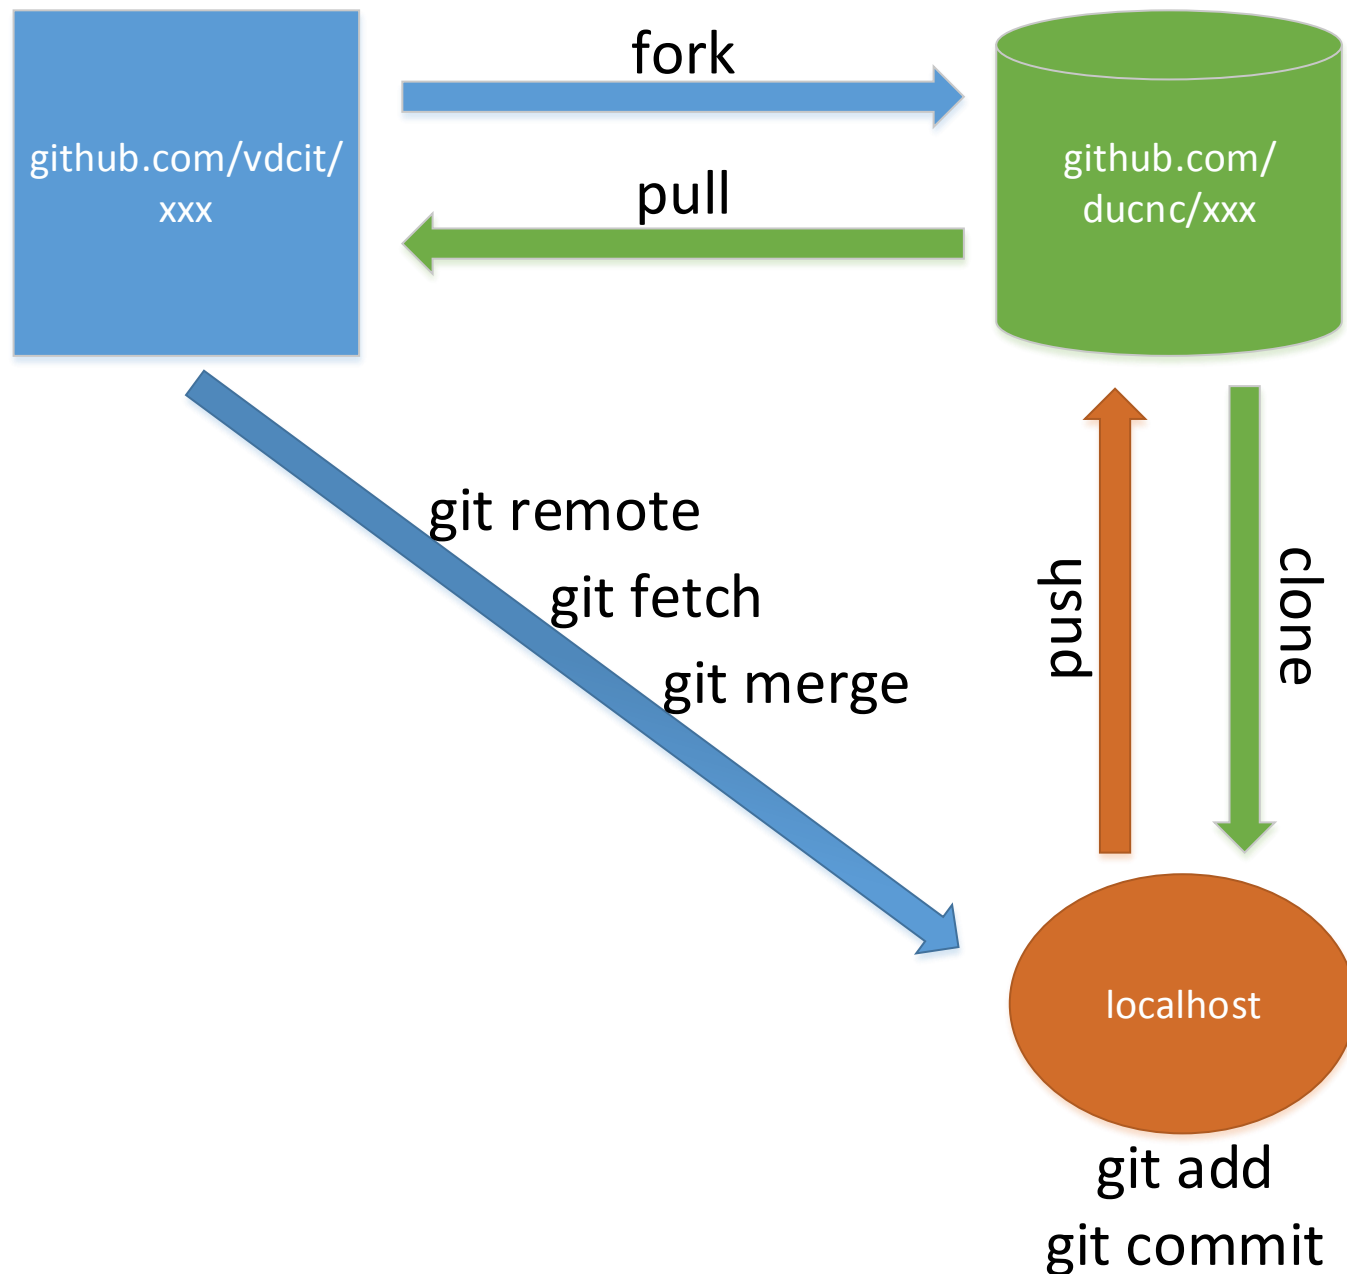 fork
github.com/vdcit/
xxx
github.com/
ducnc/xxx
pull
git remote
git fetch
git merge
push
clone
localhost
git add
git commit